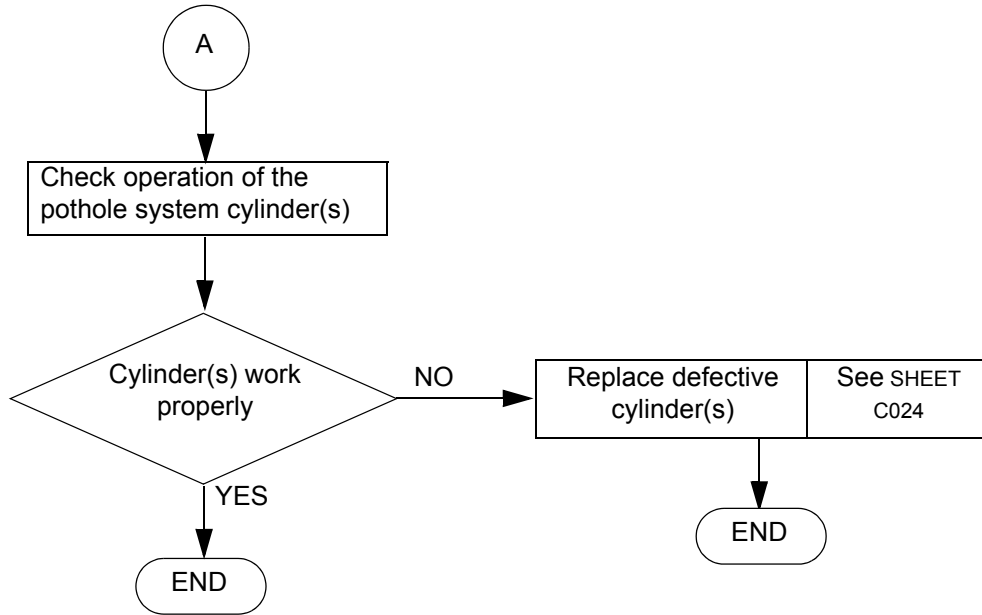 A
Check operation of the
pothole system cylinder(s)
Cylinder(s) work
properly
NO
Replace defective
cylinder(s)
See SHEET
C024
YES
END
END